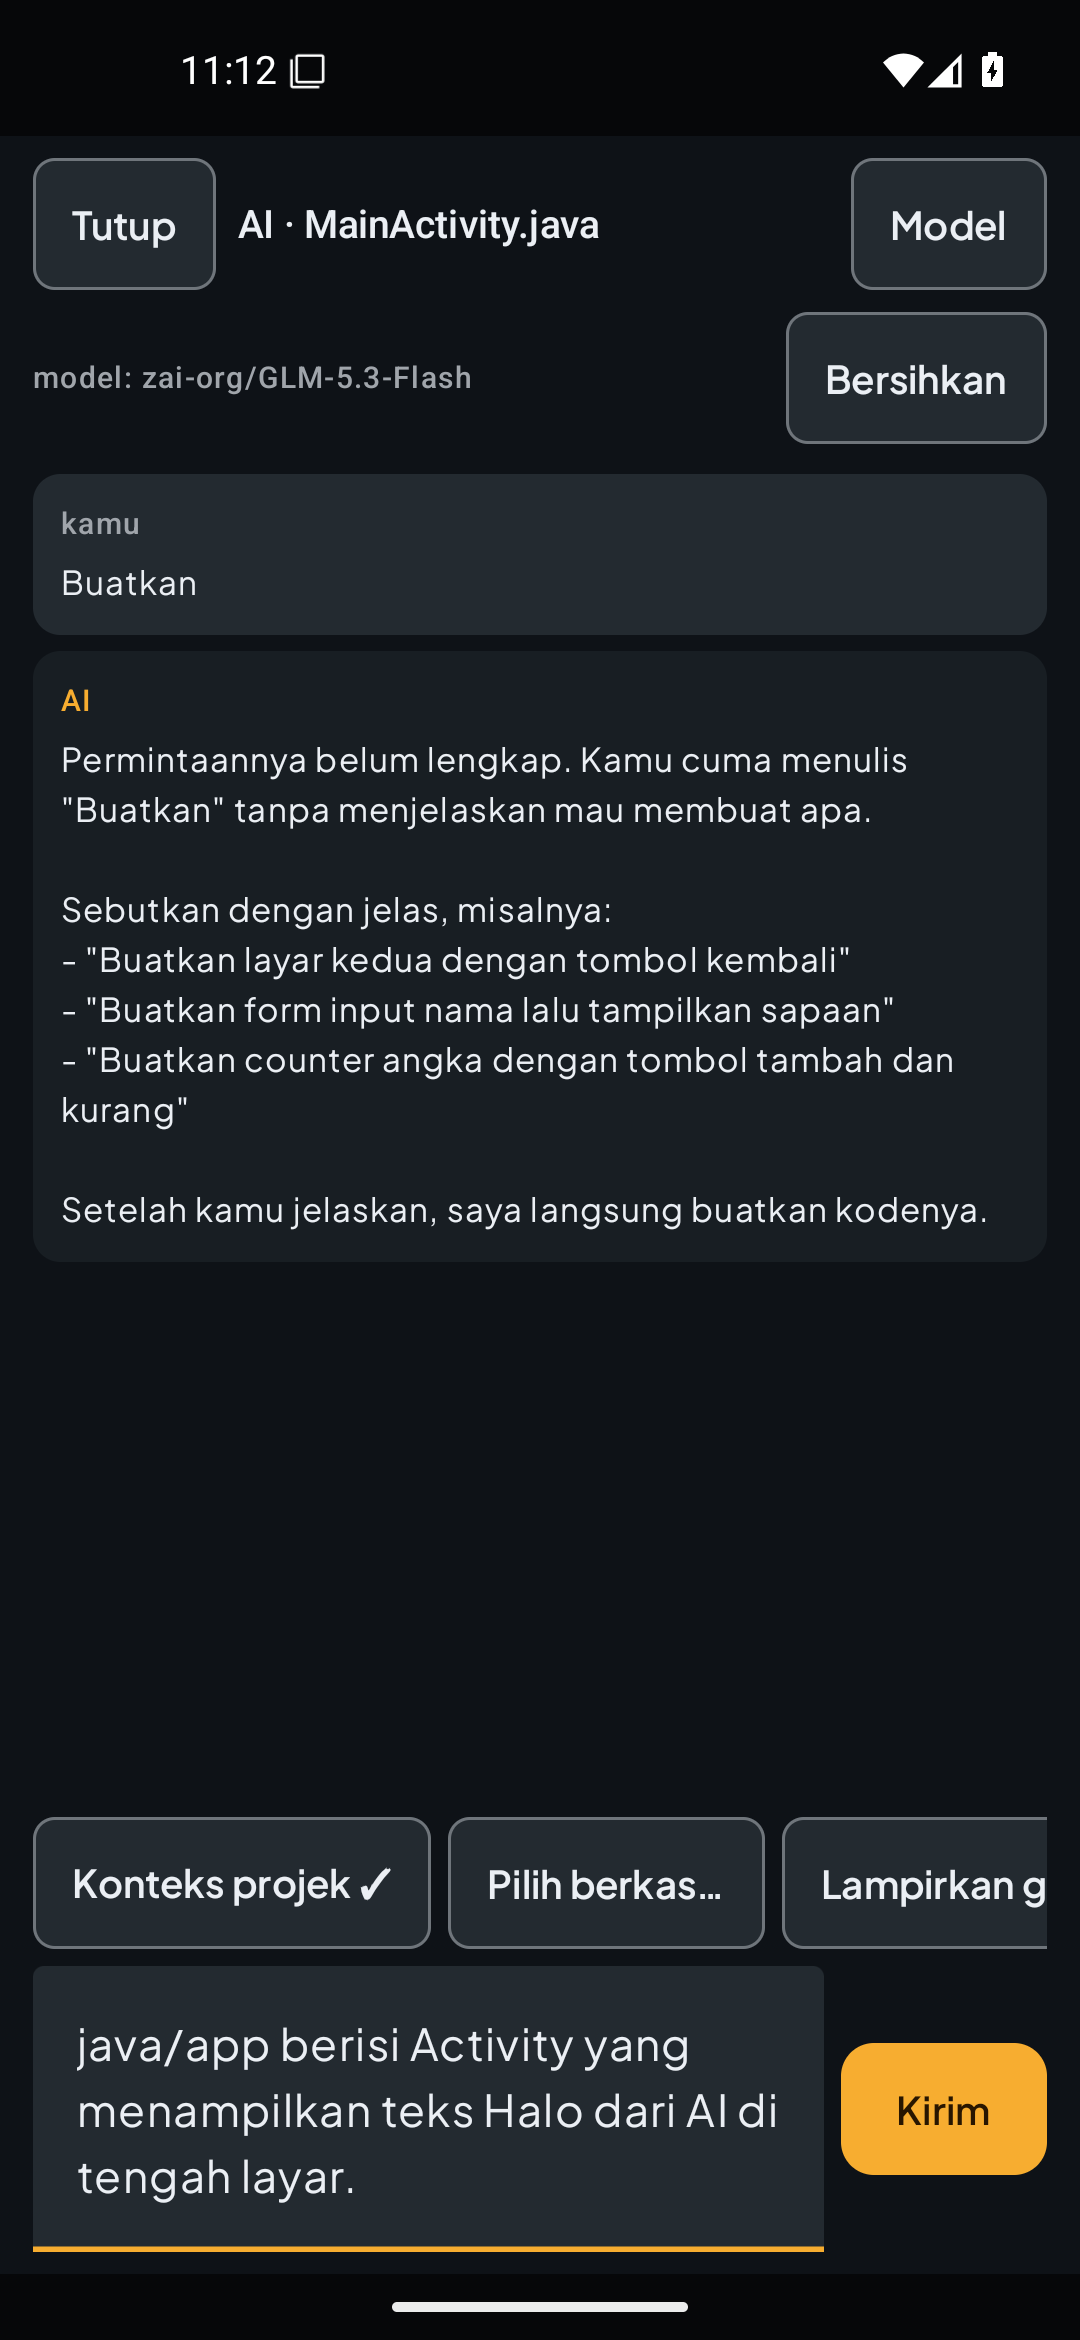 11:12
Tutup
AI · MainActivity.java
Model
model: zai-org/GLM-5.3-Flash
Bersihkan
kamu
Buatkan
AI
Permintaannya belum lengkap. Kamu cuma menulis
"Buatkan" tanpa menjelaskan mau membuat apa.
Sebutkan dengan jelas, misalnya:
- "Buatkan layar kedua dengan tombol kembali"
- "Buatkan form input nama lalu tampilkan sapaan"
- "Buatkan counter angka dengan tombol tambah dan
kurang"
Setelah kamu jelaskan, saya langsung buatkan kodenya.
Konteks projek ✓
Pilih berkas...
Lampirkan g
java/app berisi Activity yang
menampilkan teks Halo dari AI di
tengah layar.
Kirim